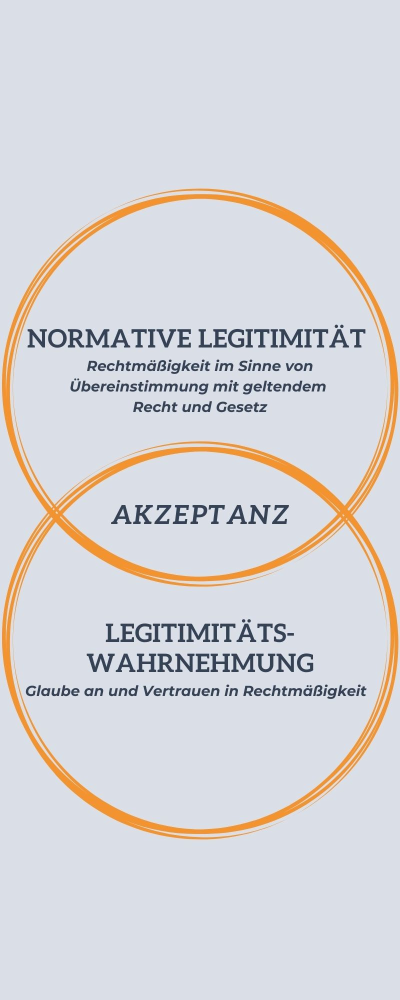 NORMATIVE LEGITIMITÄT
Rechtmäßigkeit im Sinne von
Übereinstimmung mit geltendem
Recht und Gesetz
AKZEPTANZ
LEGITIMITÄTS-
WAHRNEHMUNG
Glaube an und Vertrauen in Rechtmäßigkeit